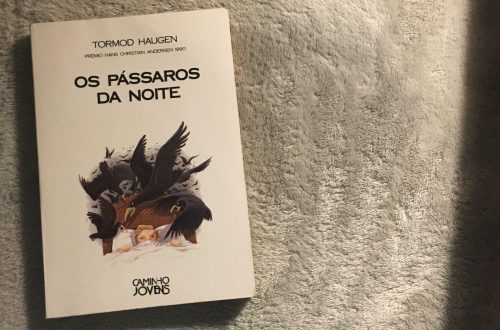 TORMOD HAUGEN
PRÉMIO HANS CHRISTIAN ANDERSEN 1990
OS PÁSSAROS
DA NOITE
CAMINHO
JOVENS